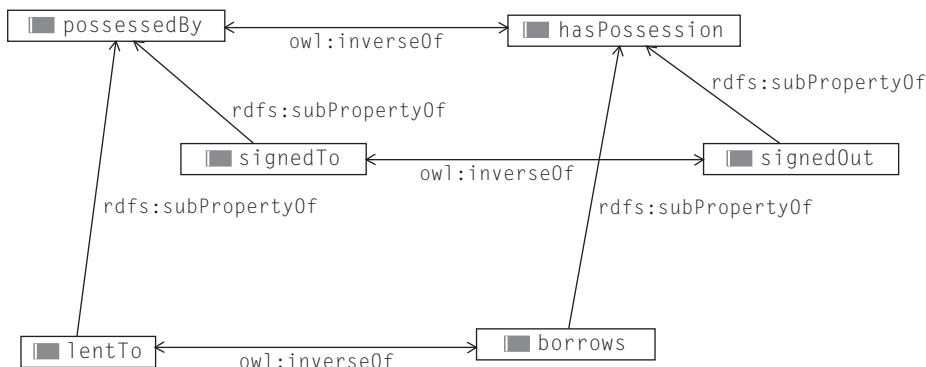 possessedBy
owl:inverseOf
hasPossession
rdfs:subPropertyOf
rdfs:subPropertyOf
signedTo
owl:inverseOf
signedOut
rdfs:subPropertyOf
rdfs:subPropertyOf
lentTo
owl:inverseOf
borrows